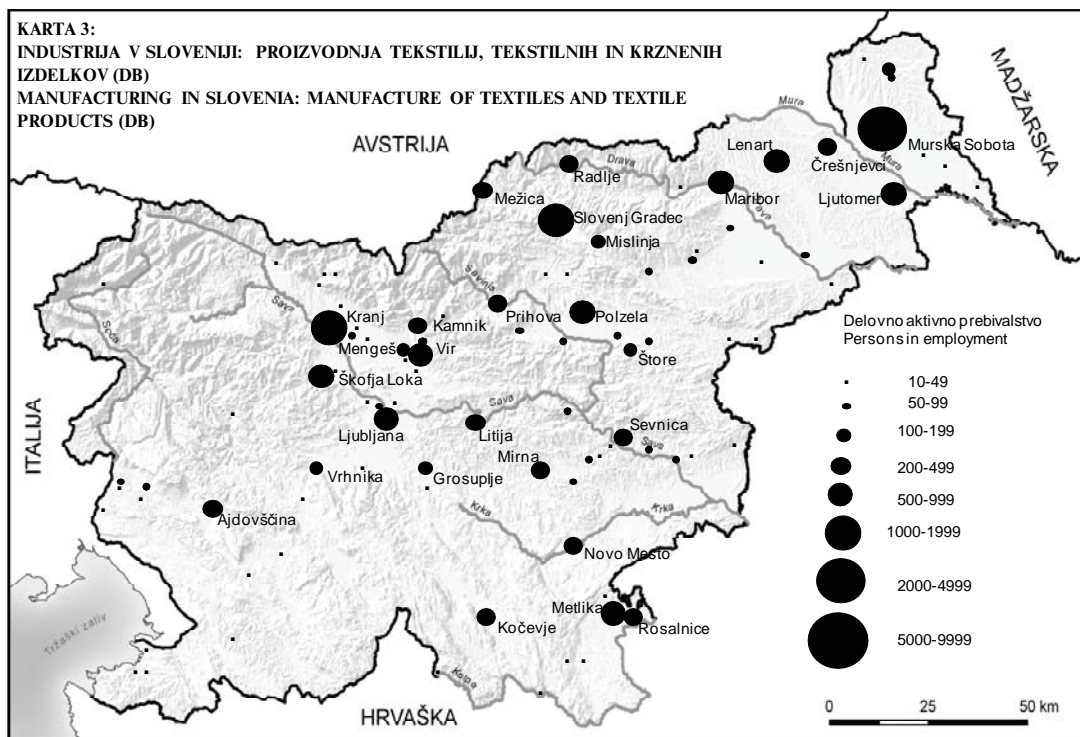 KARTA 3:
INDUSTRIJA V SLOVENIJI: PROIZVODNJA TEKSTILIJ, TEKSTILNIH IN KRZNENIH
IZDELKOV (DB)
MANUFACTURING IN SLOVENIA: MANUFACTURE OF TEXTILES AND TEXTILE
PRODUCTS (DB)
MADŽARSKA
AVSTRIJA
ITALIJA
HRVAŠKA
Mura
Murska Sobota
Mura
Lenart
Črešnjevci
Ljutomer
Drava
Radlje
Maribor
Drava
Mežica
Slovenj Gradec
Mislinja
Savinja
Sava
Soča
Kranj
Kamnik
Prihova
Polzela
Mengeš
Vir
Štore
Škofja Loka
Sava
Ljubljana
Litija
Sevnica
Sava
Mirna
Vrhnika
Grosuplje
Ajdovščina
Krka
Krka
Novo Mesto
Metlika
Rosalnice
Kočevje
Kolpa
Tržaški zaliv
Delovno aktivno prebivalstvo
Persons in employment
10-49
50-99
100-199
200-499
500-999
1000-1999
2000-4999
5000-9999
0 25 50 km